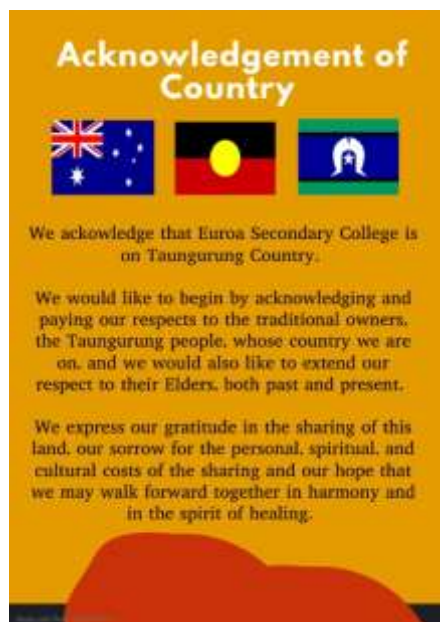 Acknowledgement of
Country
We ackowledge that Euroa Secondary College is
on Taungurung Country.
We would like to begin by acknowledging and
paying our respects to the traditional owners,
the Taungurung people, whose country we are
on, and we would also like to extend our
respect to their Elders, both past and present.
We express our gratitude in the sharing of this
land, our sorrow for the personal, spiritual, and
cultural costs of the sharing and our hope that
we may walk forward together in harmony and
in the spirit of healing.